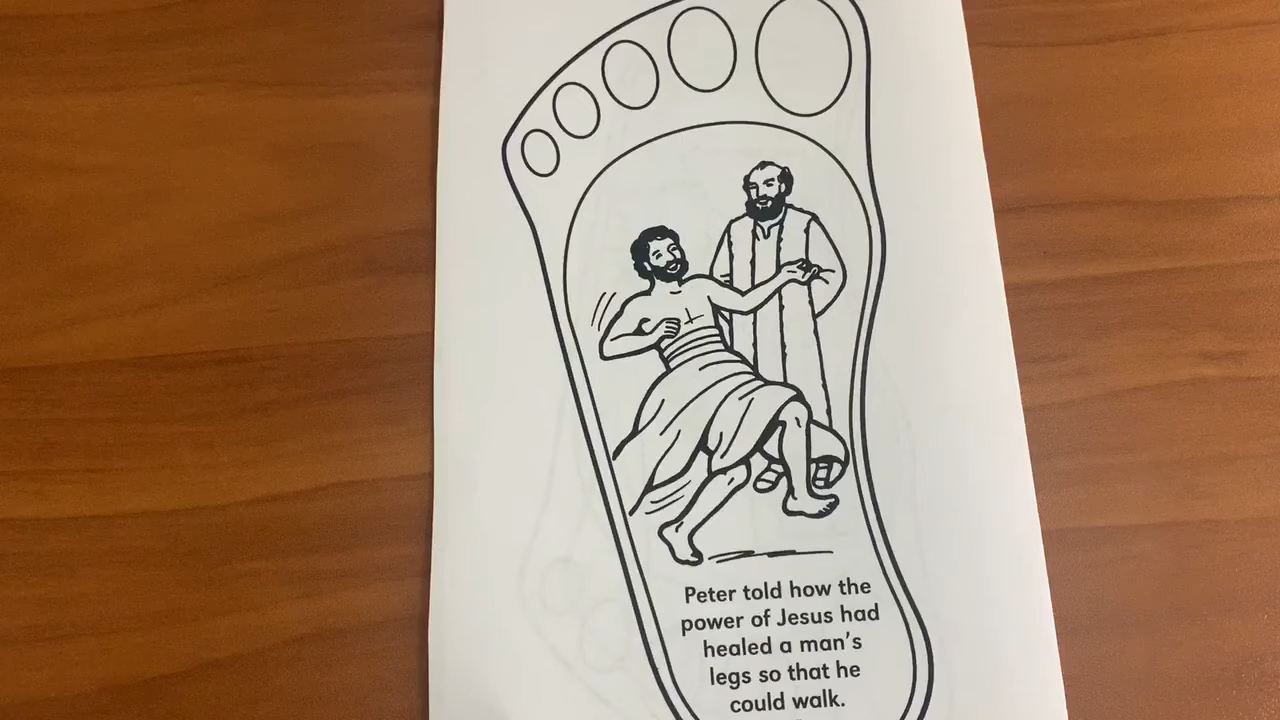 Peter told how the
power of Jesus had
healed a man's
legs so that he
could walk.